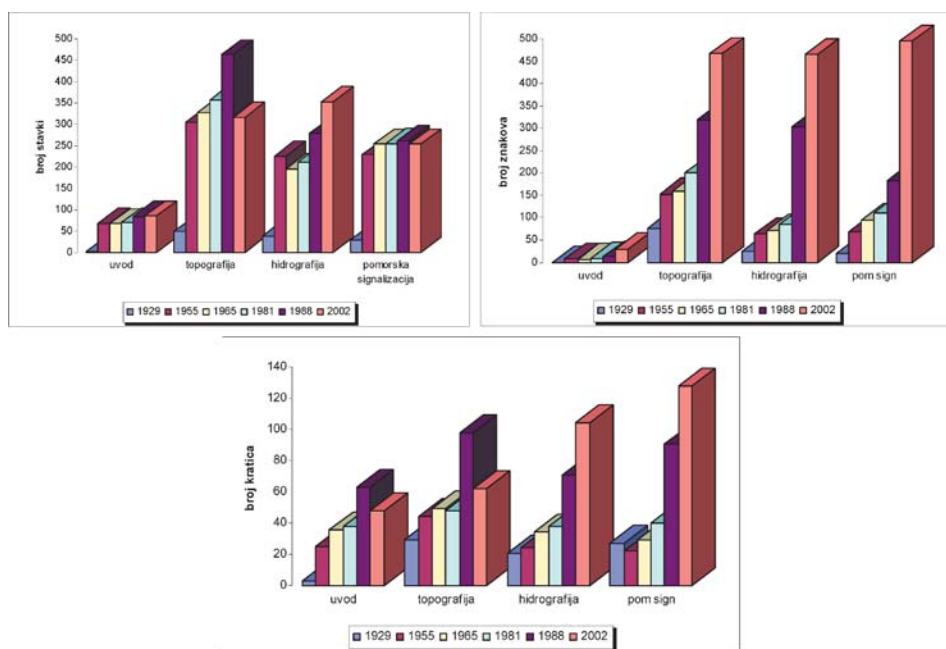 500
450
400
350
300
250
200
150
100
50
0
broj stavki
uvod
topografija
hidrografija
pomorska
signalizacija
1929 1955 1965 1981 1988 2002
500
450
400
350
300
250
200
150
100
50
0
broj znakova
uvod
topografija
hidrografija
pom sign
1929 1955 1965 1981 1988 2002
140
120
100
80
60
40
20
0
broj kratica
uvod
topografija
hidrografija
pom sign
1929 1955 1965 1981 1988 2002